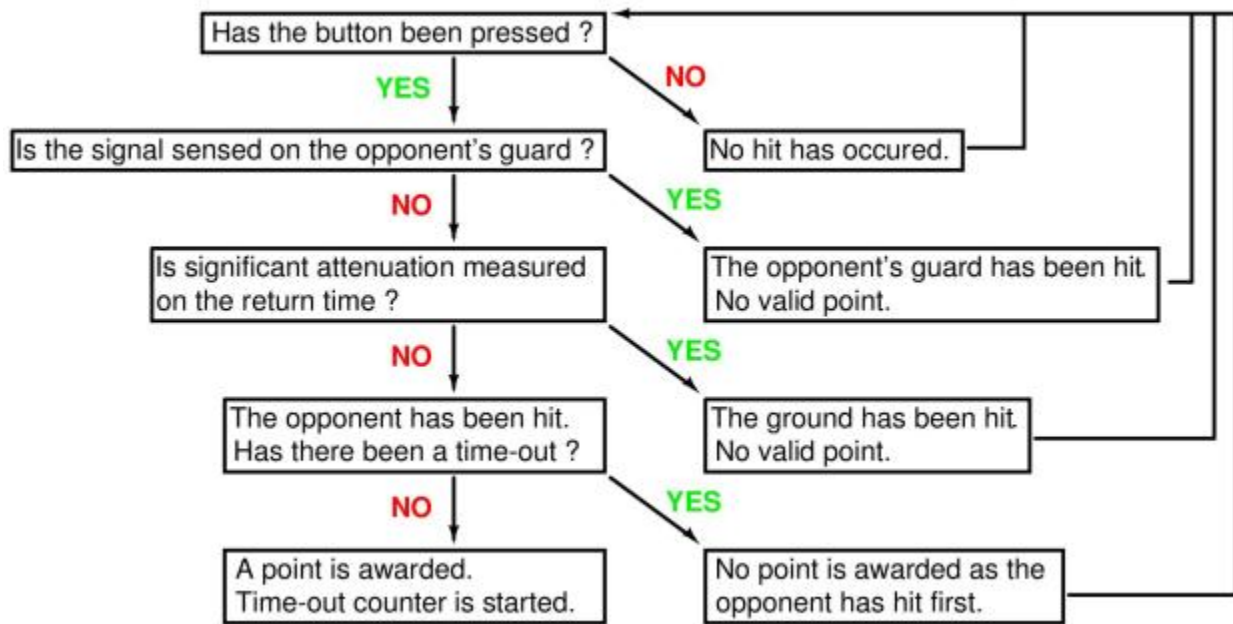 Has the button been pressed ?
YES
NO
Is the signal sensed on the opponent's guard ?
No hit has occured.
NO
YES
Is significant attenuation measured
on the return time ?
The opponent's guard has been hit.
No valid point.
NO
YES
The opponent has been hit.
Has there been a time-out ?
The ground has been hit.
No valid point.
NO
YES
A point is awarded.
Time-out counter is started.
No point is awarded as the
opponent has hit first.